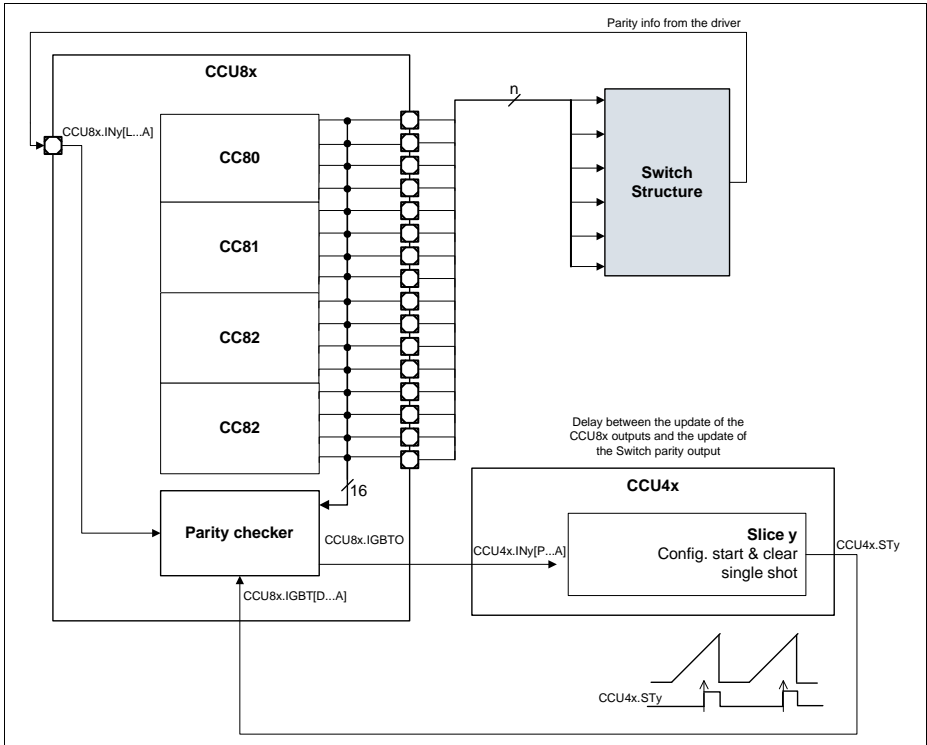 Parity info from the driver
CCU8x
n
CCU8x.INy[L...A]
CC80
Switch
Structure
CC81
CC82
CC82
Delay between the update of the
CCU8x outputs and the update of
the Switch parity output
16
CCU4x
Parity checker
CCU8x.IGBTO
CCU4x.INy[P...A]
Slice y
Config. start & clear
single shot
CCU4x.STy
CCU8x.IGBT[D...A]
CCU4x.STy